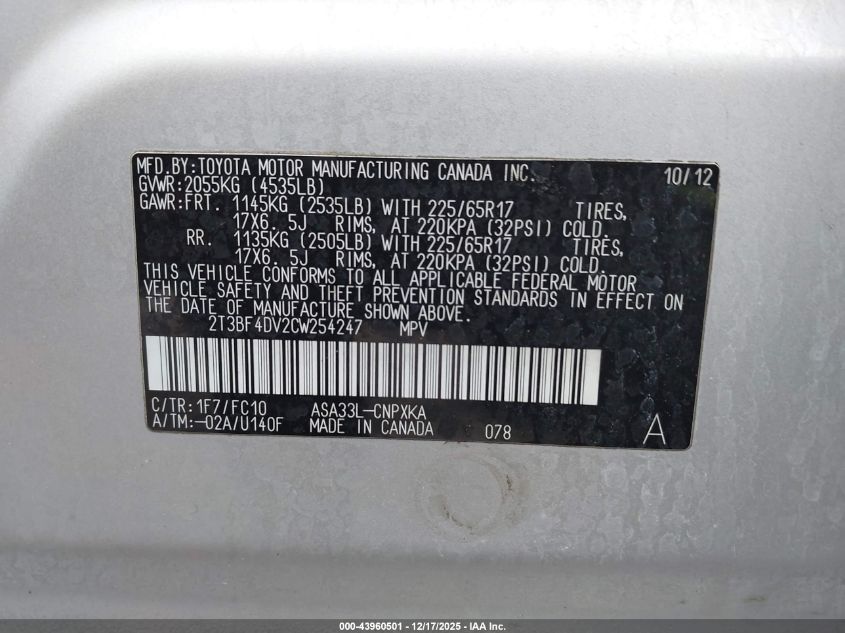 MFD.BY:TOYOTA MOTOR MANUFACTURING CANADA INC. 10/12
GVWR:2055KG (4535LB)
GAWR:FRT. 1145KG (2535LB) WITH 225/65R17 TIRES,
17X6. 5J RIMS, AT 220KPA (32PSI) COLD.
RR. 1135KG (2505LB) WITH 225/65R17 TIRES,
17X6. 5J RIMS, AT 220KPA (32PSI) COLD.
THIS VEHICLE CONFORMS TO ALL APPLICABLE FEDERAL MOTOR
VEHICLE SAFETY AND THEFT PREVENTION STANDARDS IN EFFECT ON
THE DATE OF MANUFACTURE SHOWN ABOVE.
2T3BF4DV2CW254247 MPV
C/TR:1F7/FC10 ASA33L-CNPXKA
A/TM:-02A/U140F MADE IN CANADA 078 A
000-43960501 - 12/17/2025 - IAA Inc.